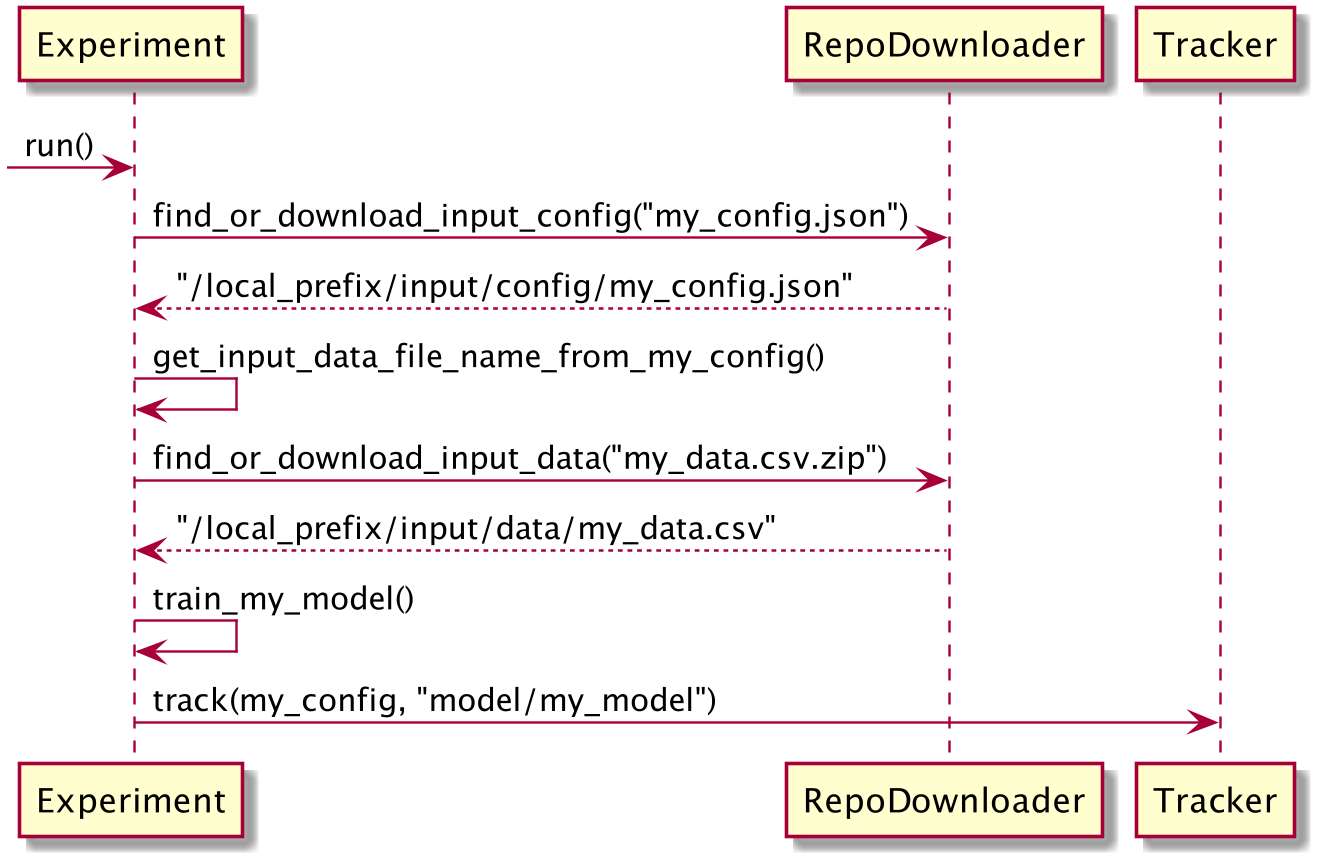 Experiment RepoDownloader Tracker
run()
find_or_download_input_config("my_config.json")
"/local_prefix/input/config/my_config.json"
get_input_data_file_name_from_my_config()
find_or_download_input_data("my_data.csv.zip")
"/local_prefix/input/data/my_data.csv"
train_my_model()
track(my_config, "model/my_model")
Experiment RepoDownloader Tracker